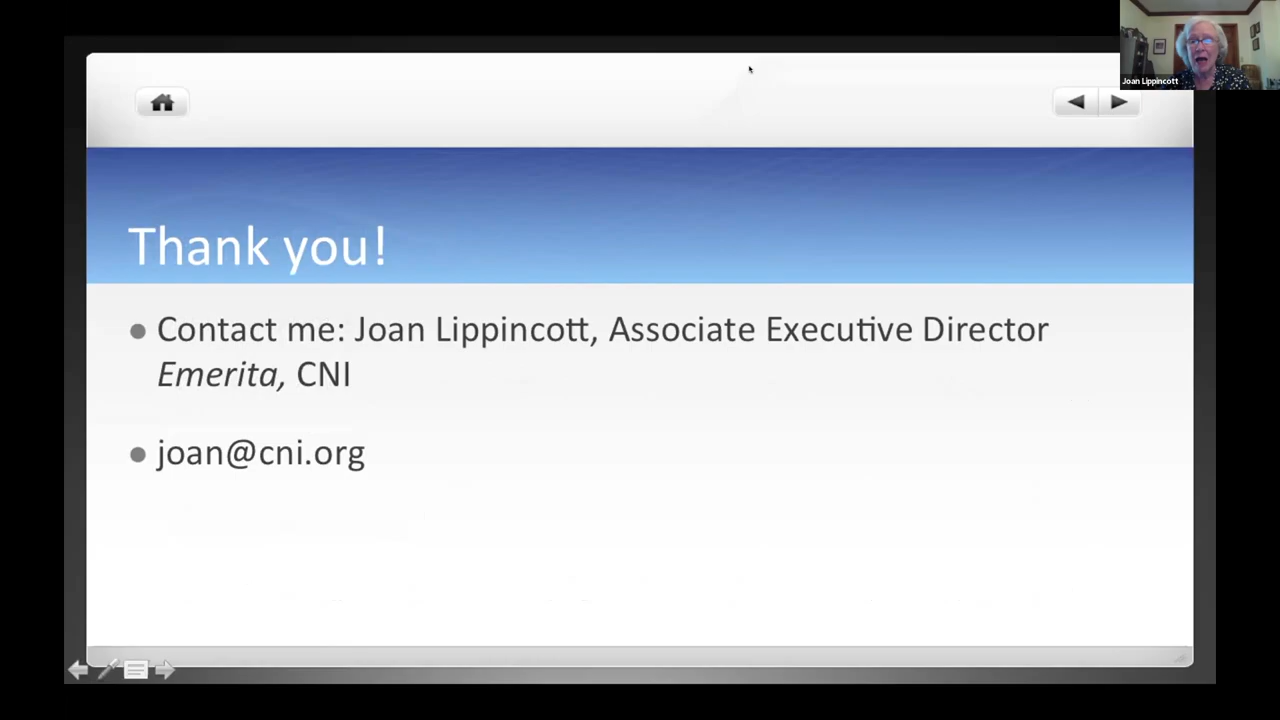 Joan Lippincott
Thank you!
Contact me: Joan Lippincott, Associate Executive Director
Emerita, CNI
joan@cni.org